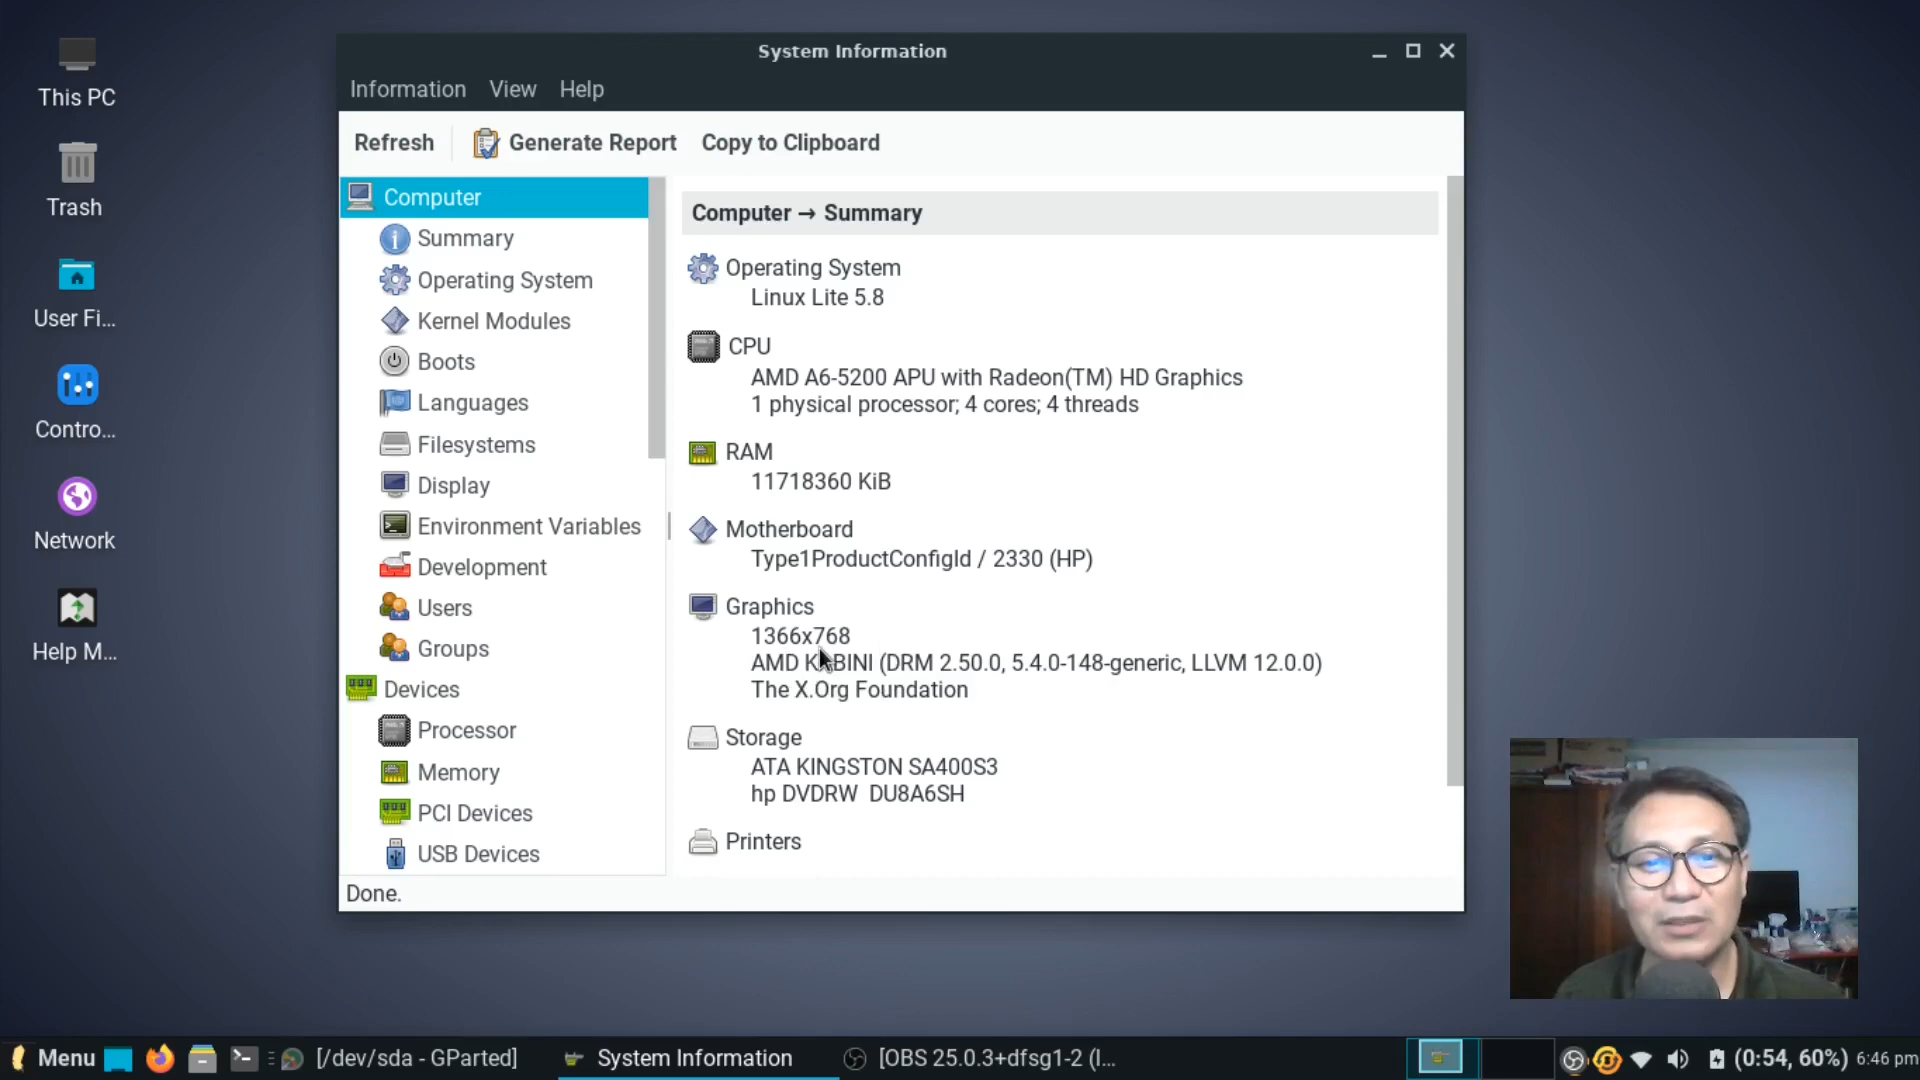 This PC
Trash
User Fi...
Contro...
Network
Help M...
System Information
Information View Help
Refresh Generate Report Copy to Clipboard
Computer
Summary
Operating System
Kernel Modules
Boots
Languages
Filesystems
Display
Environment Variables
Development
Users
Groups
Devices
Processor
Memory
PCI Devices
USB Devices
Computer → Summary
Operating System
Linux Lite 5.8
CPU
AMD A6-5200 APU with Radeon(TM) HD Graphics
1 physical processor; 4 cores; 4 threads
RAM
11718360 KiB
Motherboard
Type1ProductConfigId / 2330 (HP)
Graphics
1366x768
AMD KABINI (DRM 2.50.0, 5.4.0-148-generic, LLVM 12.0.0)
The X.Org Foundation
Storage
ATA KINGSTON SA400S3
hp DVDRW DU8A6SH
Printers
Done.
Menu [/dev/sda - GParted] System Information [OBS 25.0.3+dfsg1-2 (l... (0:54, 60%) 6:46 pm